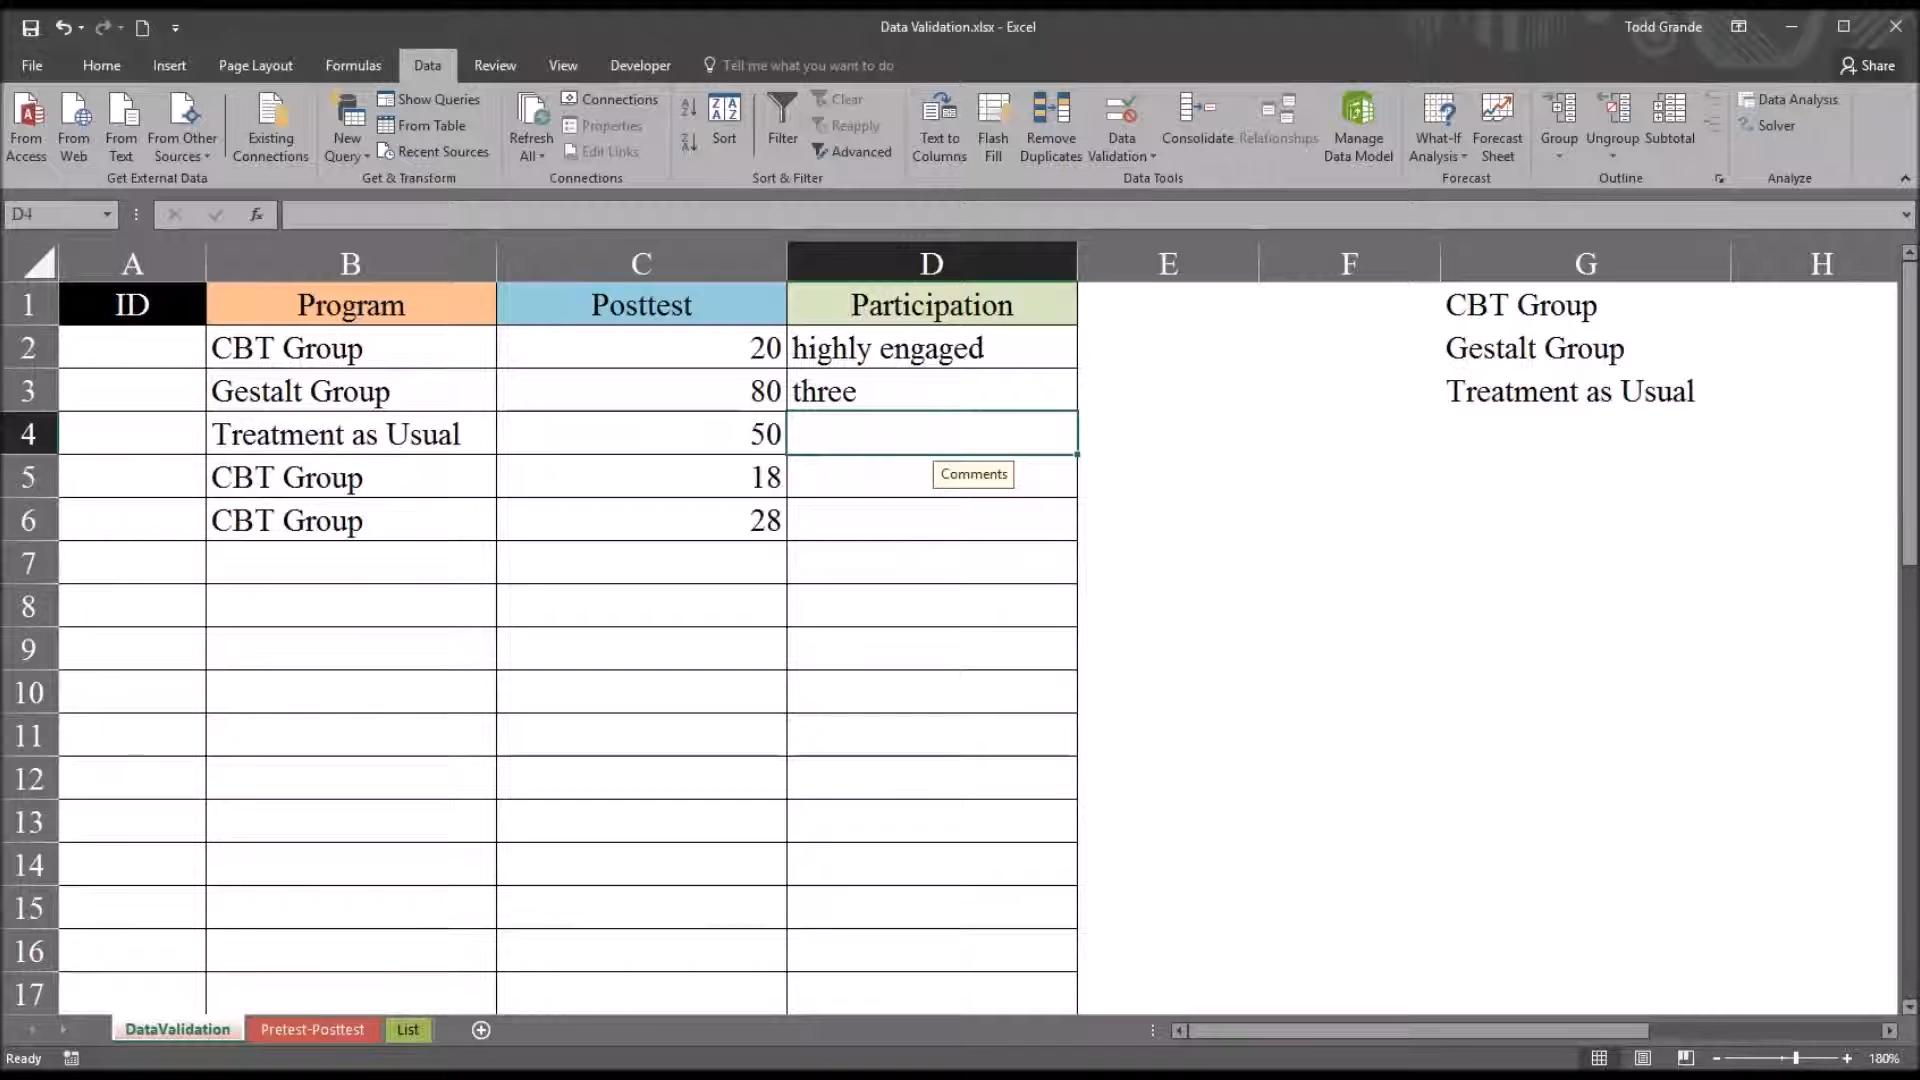 Data Validation.xlsx - Excel
Todd Grande
File Home Insert Page Layout Formulas Data Review View Developer Tell me what you want to do Share
From Access
From Web
From Text
From Other Sources
Get External Data
Existing Connections
New Query
Show Queries
From Table
Recent Sources
Get & Transform
Refresh All
Connections
Properties
Edit Links
Connections
Sort
Filter
Clear
Reapply
Advanced
Sort & Filter
Text to Columns
Flash Fill
Remove Duplicates
Data Validation
Consolidate
Relationships
Manage Data Model
Data Tools
What-If Analysis
Forecast Sheet
Forecast
Group
Ungroup
Subtotal
Outline
Data Analysis
Solver
Analyze
D4 fx
A B C D E F G H
1 ID Program Posttest Participation CBT Group
2 CBT Group 20 highly engaged Gestalt Group
3 Gestalt Group 80 three Treatment as Usual
4 Treatment as Usual 50
5 CBT Group 18 Comments
6 CBT Group 28
7
8
9
10
11
12
13
14
15
16
17
DataValidation Pretest-Posttest List
Ready 180%